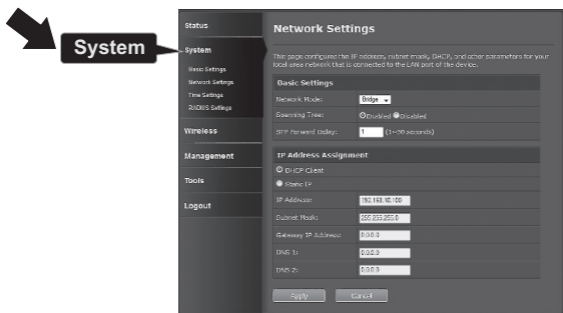 System
Status
System
Basic Settings
Network Settings
Time Settings
RADIUS Settings
Wireless
Management
Tools
Logout
Network Settings
This page configures the IP address, subnet mask, DHCP, and other parameters for your
local area network that is connected to the LAN port of the device.
Basic Settings
Network Mode: Bridge
Spanning Tree: Enabled Disabled
STP Forward Delay: 1 (1~30 seconds)
IP Address Assignment
DHCP Client
Static IP
IP Address: 192.168.10.100
Subnet Mask: 255.255.255.0
Gateway IP Address: 0.0.0.0
DNS 1: 0.0.0.0
DNS 2: 0.0.0.0
Apply Cancel